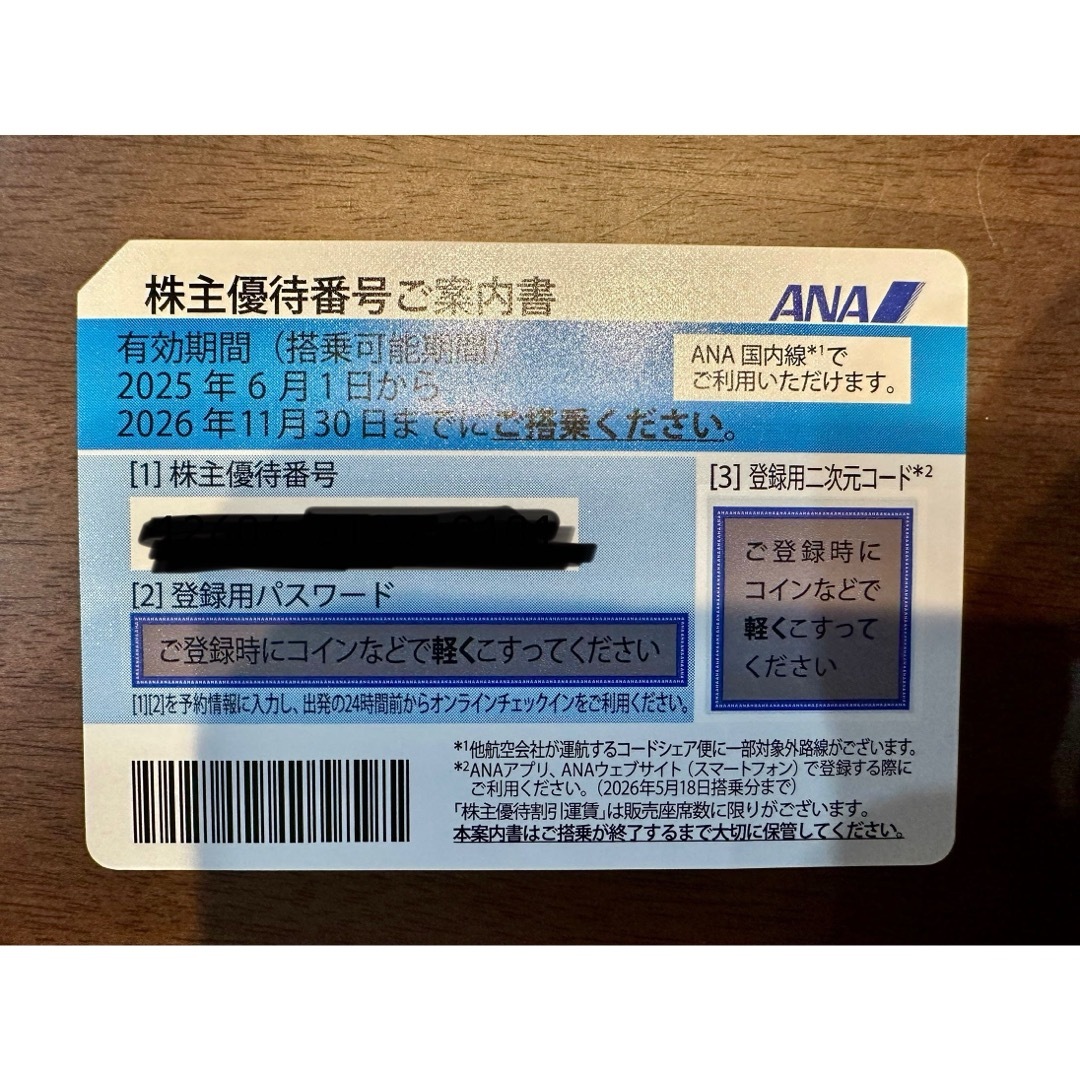 株主優待番号ご案内書
ANA
有効期間（搭乗可能期間）
2025年6月1日から
2026年11月30日までにご搭乗ください。
ANA国内線*1で
ご利用いただけます。
[1]株主優待番号
[2]登録用パスワード
ご登録時にコインなどで軽くこすってください
[1][2]を予約情報に入力し、出発の24時間前からオンラインチェックインをご利用ください。
[3]登録用二次元コード*2
ご登録時に
コインなどで
軽くこすって
ください
*1他航空会社が運航するコードシェア便に一部対象外路線がございます。
*2ANAアプリ、ANAウェブサイト（スマートフォン）で登録する際に
ご利用ください。（2026年5月18日搭乗分まで）
「株主優待割引運賃」は販売座席数に限りがございます。
本案内書はご搭乗が終了するまで大切に保管してください。